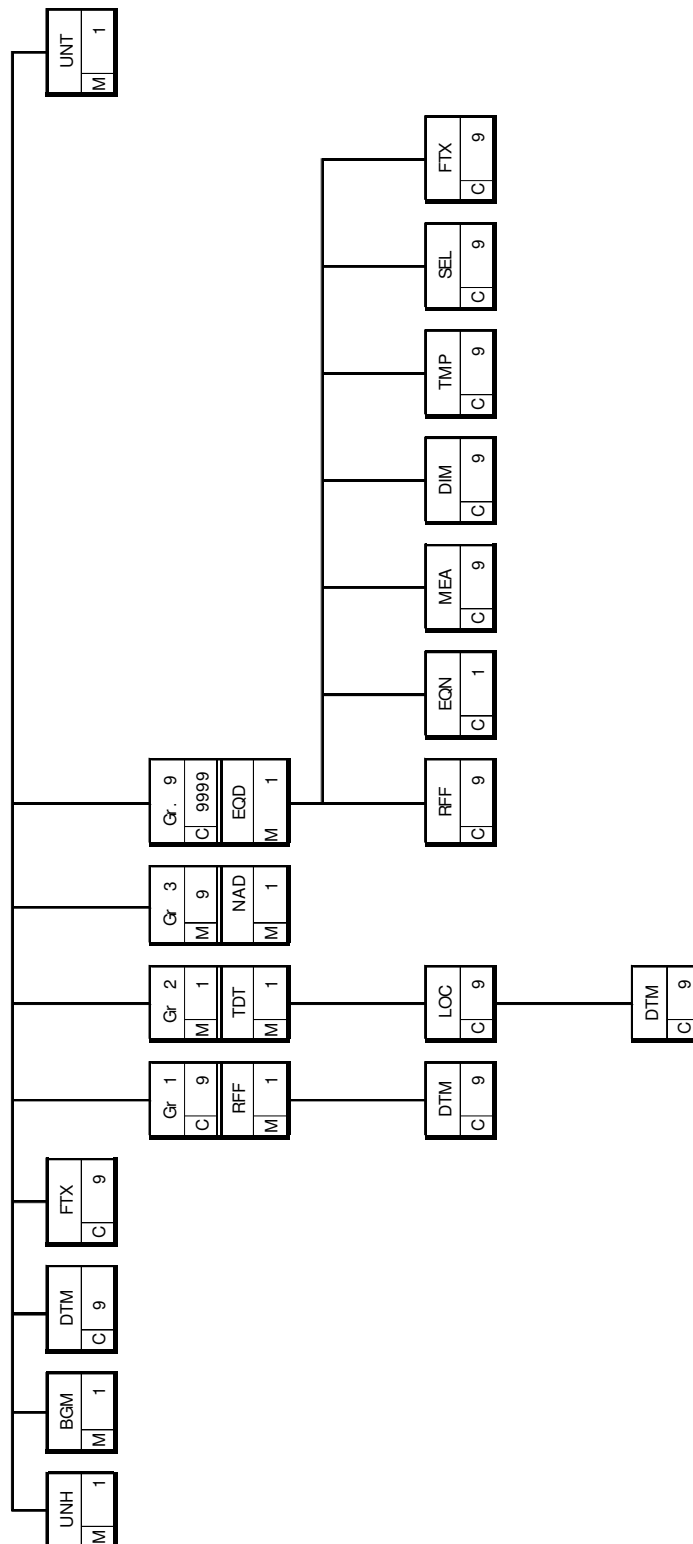 UNH
M 1
BGM
M 1
DTM
C 9
FTX
C 9
Gr 1
C 9
RFF
M 1
DTM
C 9
Gr 2
M 1
TDT
M 1
LOC
C 9
DTM
C 9
Gr 3
M 9
NAD
M 1
Gr. 9
C 9999
EQD
M 1
RFF
C 9
EQN
C 1
MEA
C 9
DIM
C 9
TMP
C 9
SEL
C 9
FTX
C 9
UNT
M 1